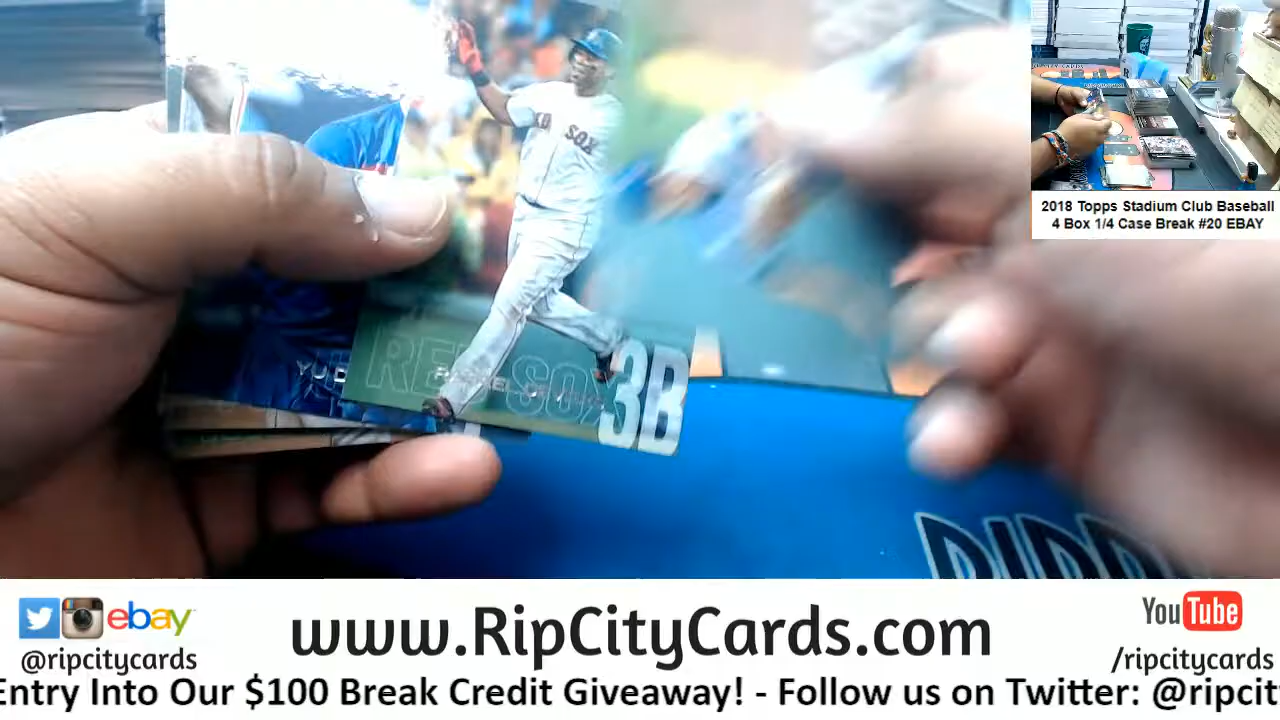 2018 Topps Stadium Club Baseball
4 Box 1/4 Case Break #20 EBAY
SOX
RED SOX
3B
ebay
@ripcitycards
www.RipCityCards.com
YouTube
/ripcitycards
Entry Into Our $100 Break Credit Giveaway! - Follow us on Twitter: @ripcit